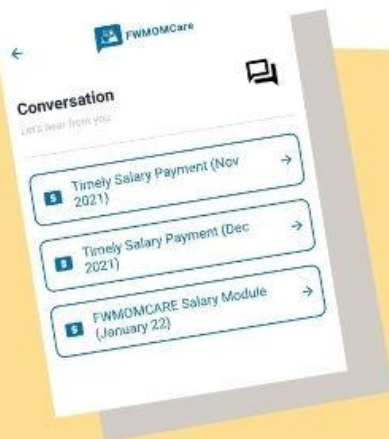 FWMOMCare
Conversation
Let's hear from you
Timely Salary Payment (Nov
2021)
Timely Salary Payment (Dec
2021)
FWMOMCARE Salary Module
(January 22)